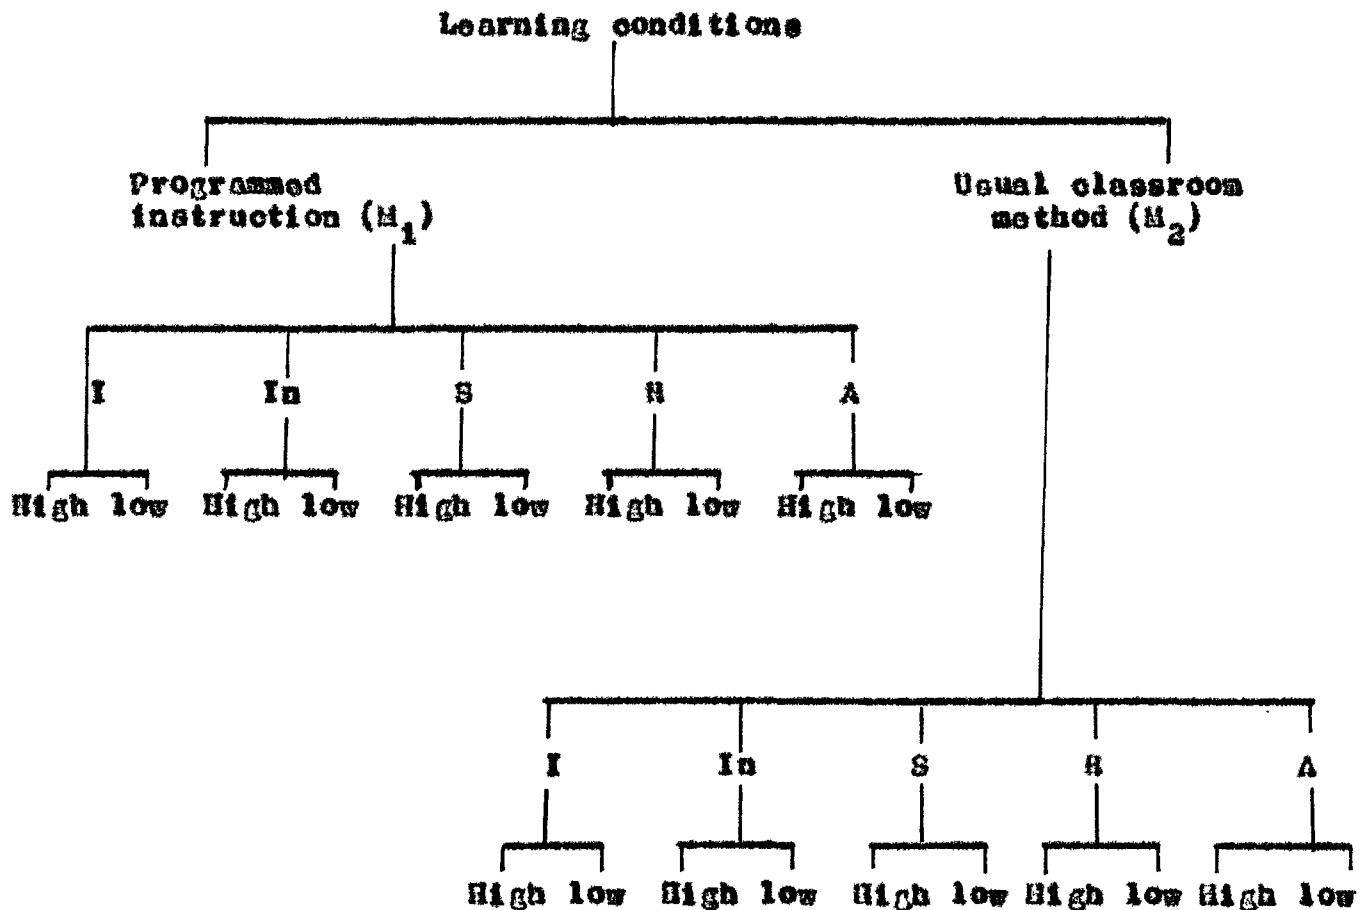 Learning conditions
Programmed
instruction (M1)
Usual classroom
method (M2)
I In S A
High low High low High low High low High low
I In S A
High low High low High low High low High low